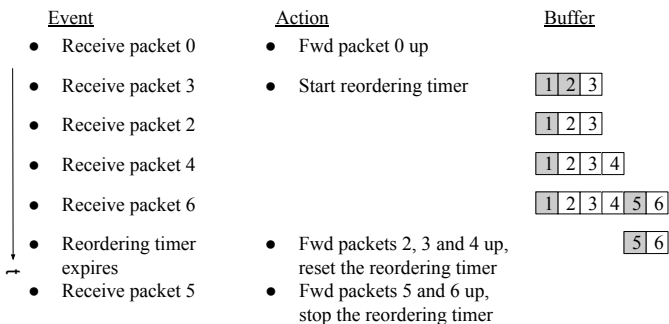 Event Action Buffer
● Receive packet 0 ● Fwd packet 0 up
● Receive packet 3 ● Start reordering timer 1 2 3
● Receive packet 2 1 2 3
● Receive packet 4 1 2 3 4
● Receive packet 6 1 2 3 4 5 6
● Reordering timer ● Fwd packets 2, 3 and 4 up, 5 6
expires reset the reordering timer
t
● Receive packet 5 ● Fwd packets 5 and 6 up,
stop the reordering timer